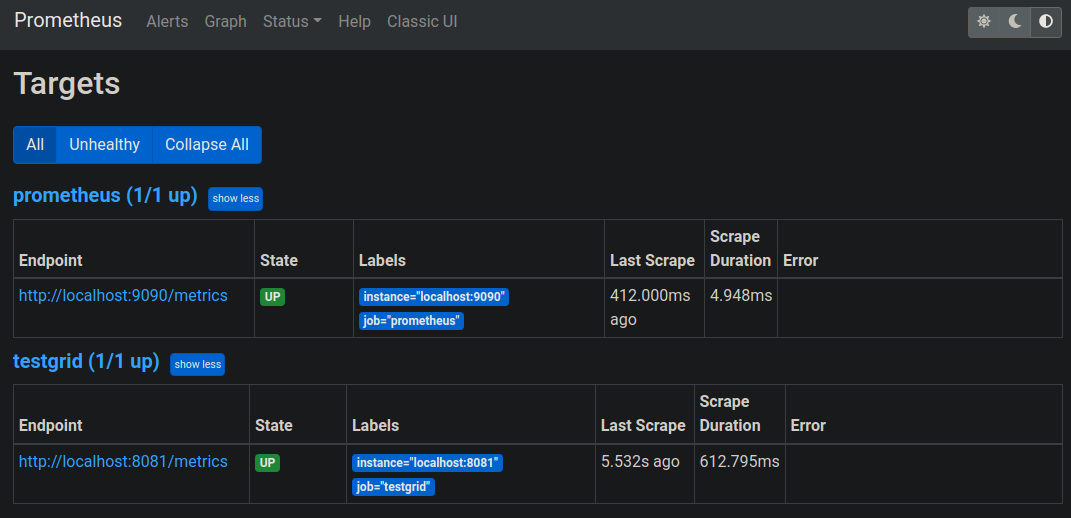 Prometheus Alerts Graph Status Help Classic UI
Targets
All Unhealthy Collapse All
prometheus (1/1 up) show less
Endpoint State Labels Last Scrape Scrape Duration Error
http://localhost:9090/metrics UP instance="localhost:9090" 412.000ms 4.948ms
job="prometheus" ago
testgrid (1/1 up) show less
Endpoint State Labels Last Scrape Scrape Duration Error
http://localhost:8081/metrics UP instance="localhost:8081" 5.532s ago 612.795ms
job="testgrid"